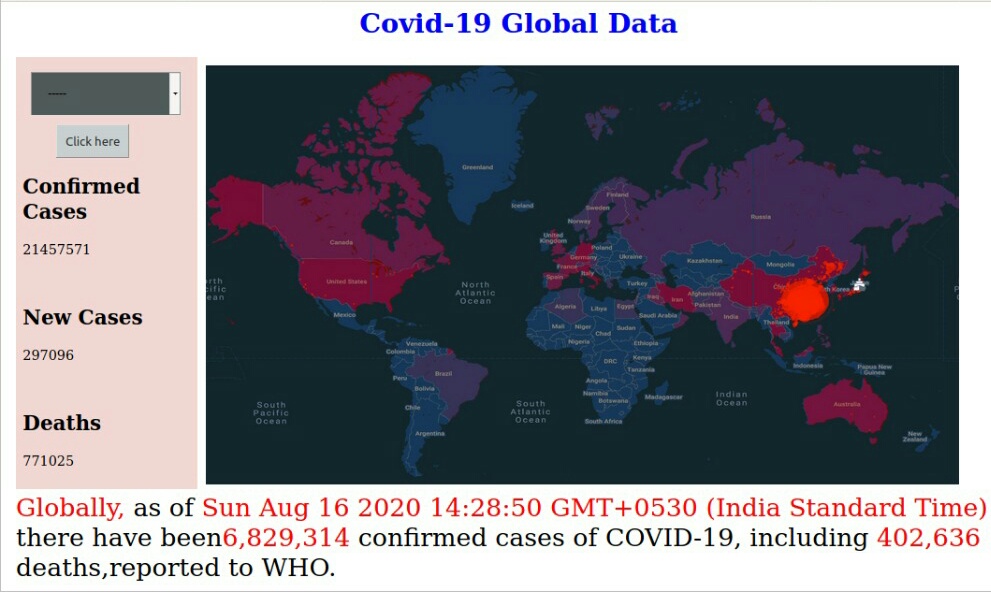 Covid-19 Global Data
-----
Click here
Confirmed
Cases
21457571
New Cases
297096
Deaths
771025
Greenland
Iceland
Finland
Sweden
Norway
Russia
United
Kingdom
Poland
Canada
Germany
Ukraine
Kazakhstan
Mongolia
France
Italy
Spain
United States
Turkey
North
Atlantic
Ocean
Afghanistan
Iraq
Iran
Pakistan
Algeria
Libya
Egypt
Saudi Arabia
India
Mexico
Thailand
Mali
Niger
Chad
Sudan
Nigeria
Ethiopia
Venezuela
Colombia
DRC
Kenya
Tanzania
Indonesia
Papua New
Guinea
Brazil
Peru
Bolivia
Angola
Namibia
Botswana
Madagascar
Indian
Ocean
South
Pacific
Ocean
South
Atlantic
Ocean
Chile
South Africa
Australia
Argentina
New
Zealand
Globally, as of Sun Aug 16 2020 14:28:50 GMT+0530 (India Standard Time)
there have been6,829,314 confirmed cases of COVID-19, including 402,636
deaths,reported to WHO.